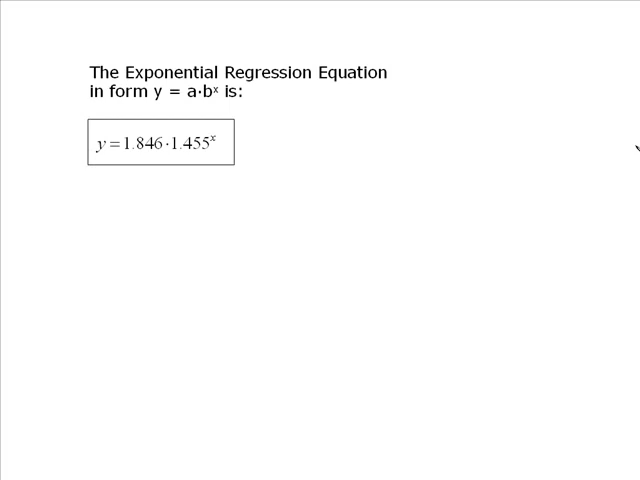 The Exponential Regression Equation
in form y = a·bˣ is:
y = 1.846·1.455ˣ